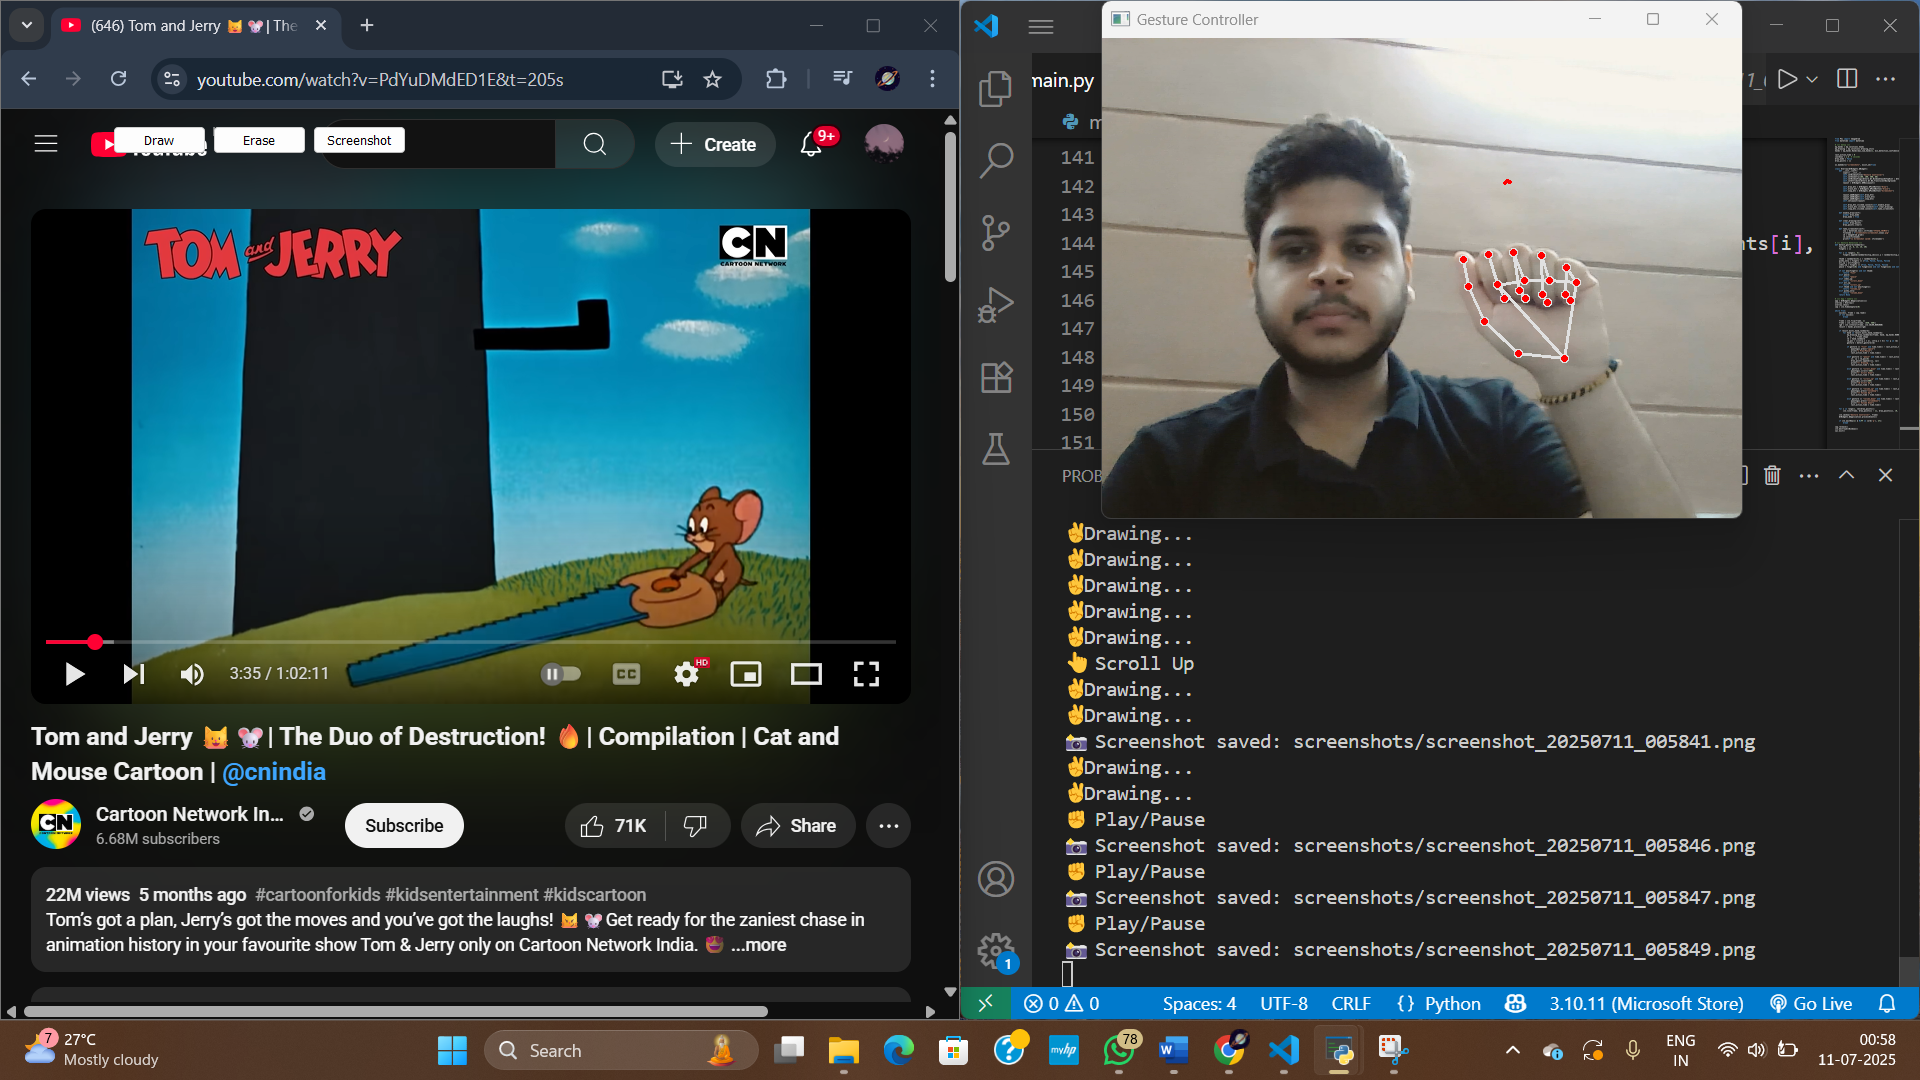 (646) Tom and Jerry 🐱 🐭| The
youtube.com/watch?v=PdYuDMdED1E&t=205s
Draw
Erase
Screenshot
Create
9+
TOM and JERRY
CN
CARTOON NETWORK
3:35 / 1:02:11
CC
HD
Tom and Jerry 🐱 🐭| The Duo of Destruction! 🔥 | Compilation | Cat and
Mouse Cartoon | @cnindia
CN
Cartoon Network In...
6.68M subscribers
Subscribe
71K
Share
22M views 5 months ago #cartoonforkids #kidsentertainment #kidscartoon
Tom’s got a plan, Jerry’s got the moves and you’ve got the laughs! 🐱 🐭 Get ready for the zaniest chase in
animation history in your favourite show Tom & Jerry only on Cartoon Network India. ...more
Gesture Controller
main.py
141
142
143
144
nts[i],
145
146
147
148
149
150
151
PROB
✌Drawing...
✌Drawing...
✌Drawing...
✌Drawing...
✌Drawing...
👆 Scroll Up
✌Drawing...
✌Drawing...
📸 Screenshot saved: screenshots/screenshot_20250711_005841.png
✌Drawing...
✌Drawing...
✊ Play/Pause
📸 Screenshot saved: screenshots/screenshot_20250711_005846.png
✊ Play/Pause
📸 Screenshot saved: screenshots/screenshot_20250711_005847.png
✊ Play/Pause
📸 Screenshot saved: screenshots/screenshot_20250711_005849.png
1
0 0 Spaces: 4 UTF-8 CRLF {} Python 3.10.11 (Microsoft Store) Go Live
7
27°C
Mostly cloudy
Search
myhp
78
ENG
IN
00:58
11-07-2025